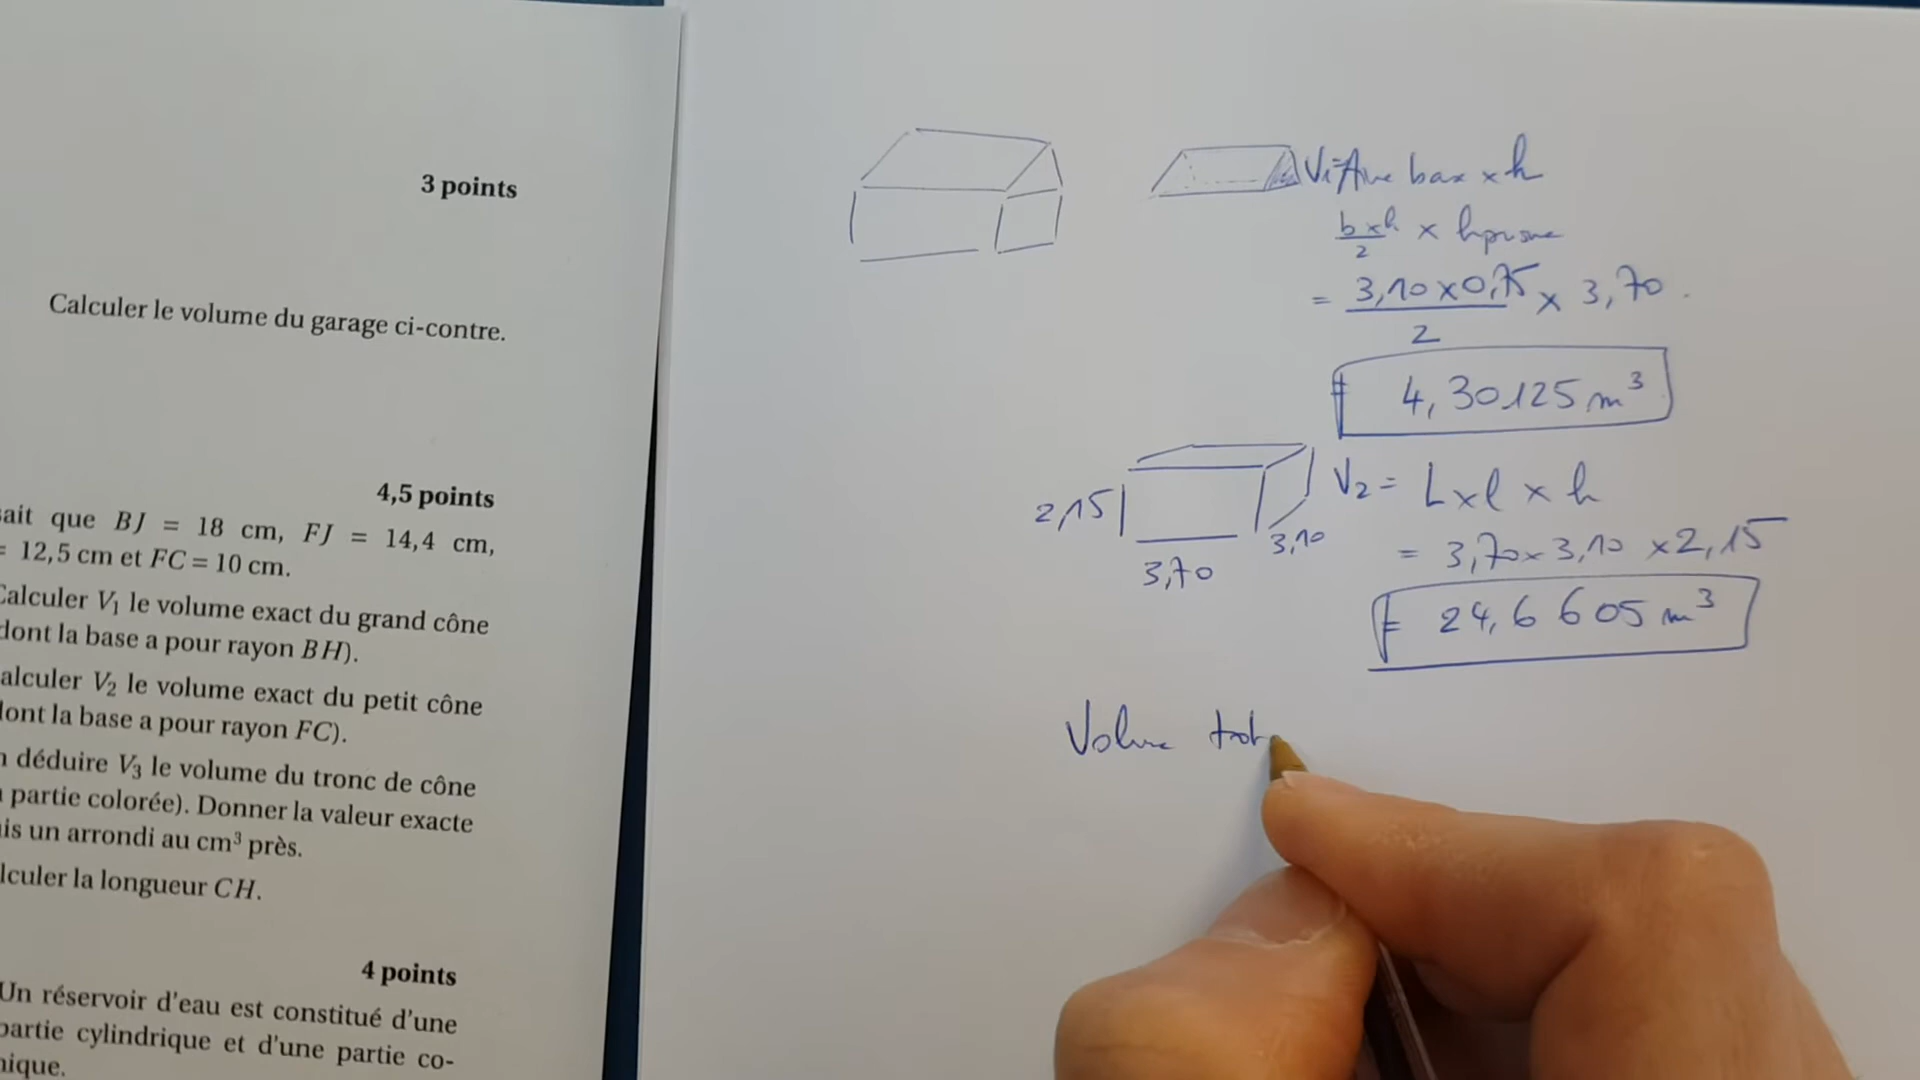 3 points
Calculer le volume du garage ci-contre.
4,5 points
sait que BJ = 18 cm, FJ = 14,4 cm,
= 12,5 cm et FC = 10 cm.
Calculer V₁ le volume exact du grand cône
dont la base a pour rayon BH).
alculer V₂ le volume exact du petit cône
dont la base a pour rayon FC).
n déduire V₃ le volume du tronc de cône
a partie colorée). Donner la valeur exacte
uis un arrondi au cm³ près.
lculer la longueur CH.
4 points
Un réservoir d'eau est constitué d'une
partie cylindrique et d'une partie co-
nique.
V₁=Aire base × h
b×h/2 × hprisme
= 3,10×0,75/2 × 3,70
= 4,30125 m³
2,15
3,70
3,10
V₂ = L×l × h
= 3,70×3,10 ×2,15
= 24,6605 m³
Volume tot